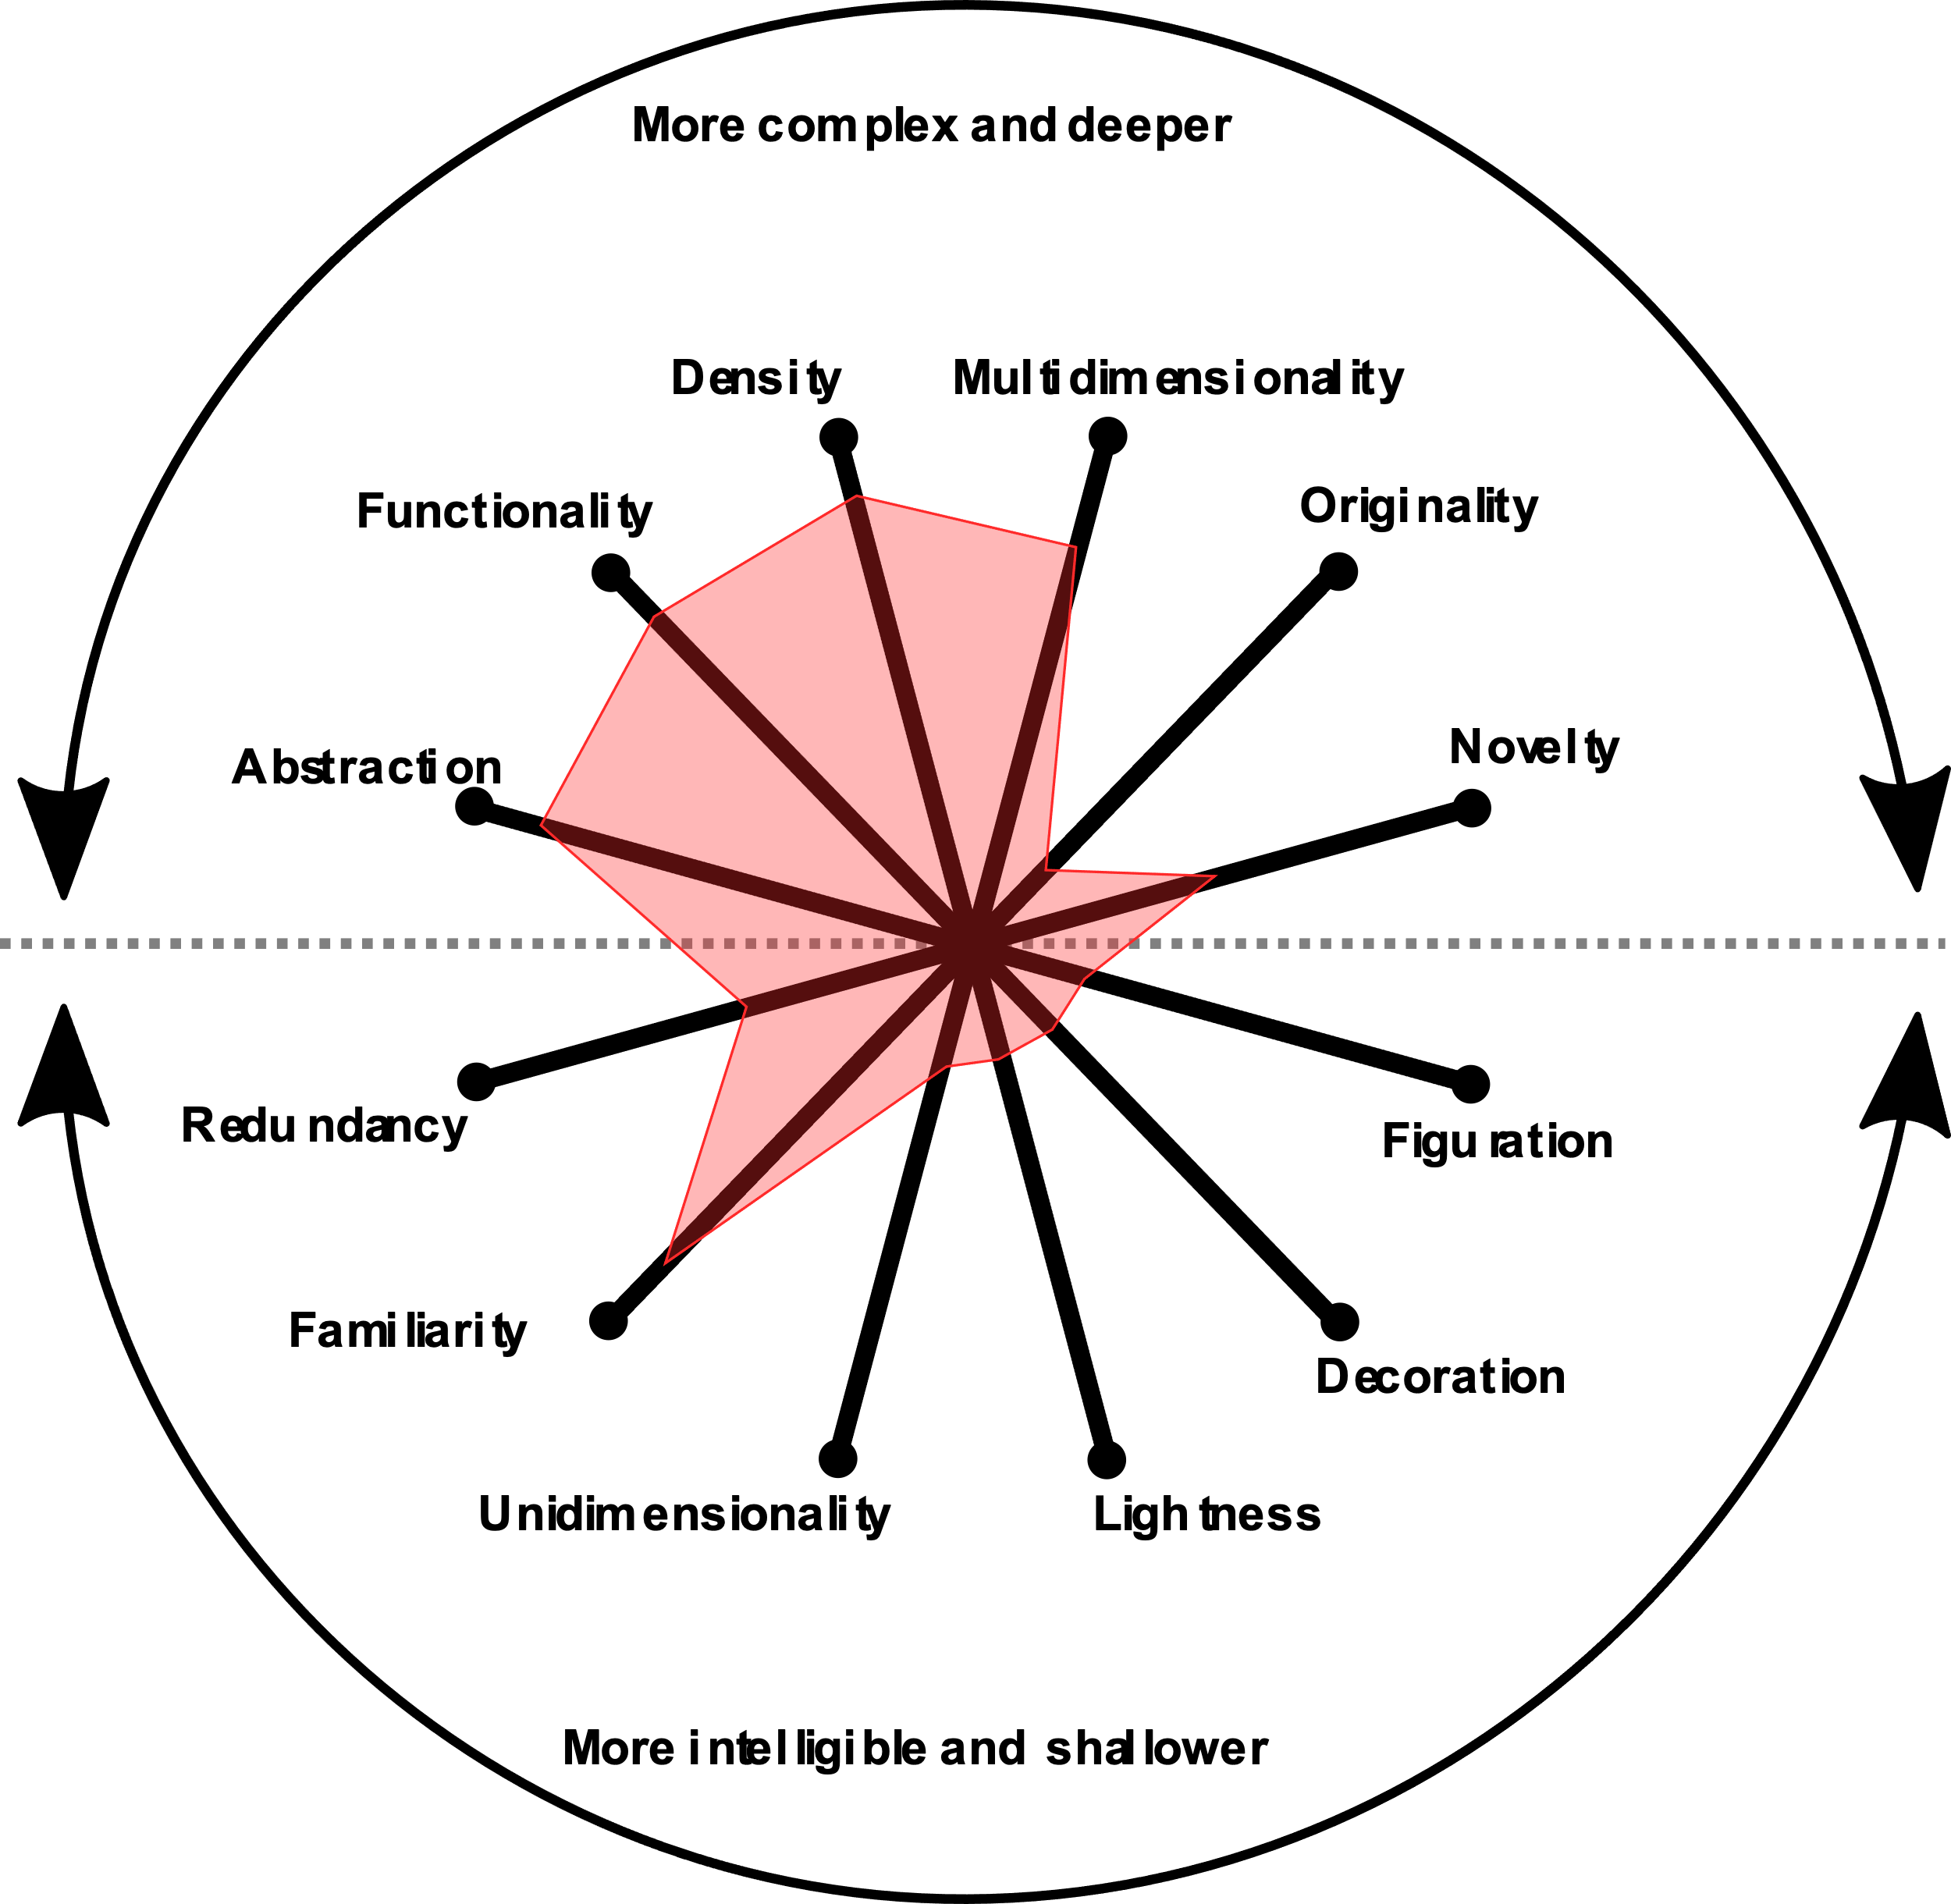 More complex and deeper
Density
Multidimensionality
Functionality
Originality
Abstraction
Novelty
Redundancy
Figuration
Familiarity
Decoration
Unidimensionality
Lightness
More intelligible and shallower